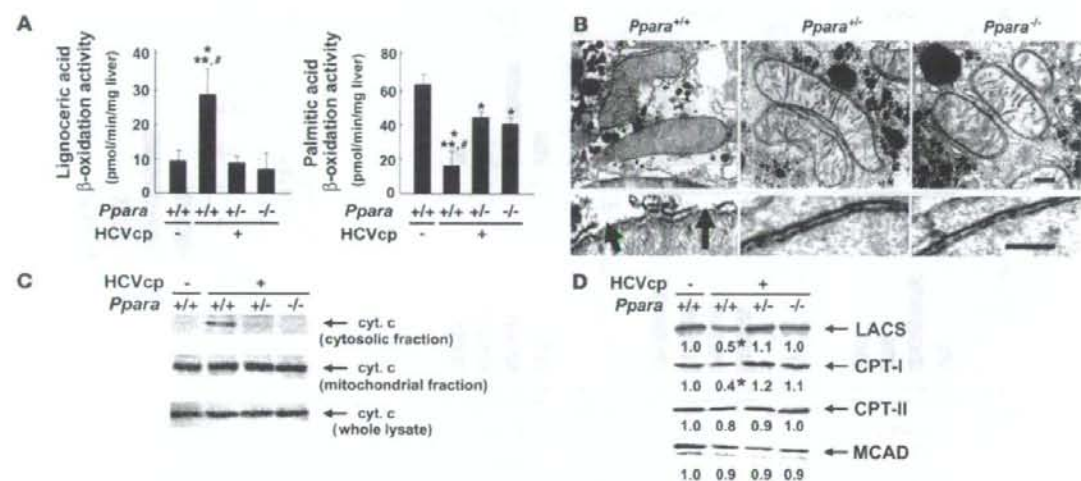 A
Lignoceric acid
β-oxidation activity
(pmol/min/mg liver)
40
30
20
10
0
*
**,#
Ppara
+/+ +/+ +/- -/-
HCVcp
- +
Palmitic acid
β-oxidation activity
(pmol/min/mg liver)
80
60
40
20
0
*
**,#
*
*
Ppara
+/+ +/+ +/- -/-
HCVcp
- +
B
Ppara+/+ Ppara+/- Ppara-/-
C
HCVcp - +
Ppara +/+ +/+ +/- -/-
cyt. c
(cytosolic fraction)
cyt. c
(mitochondrial fraction)
cyt. c
(whole lysate)
D
HCVcp - +
Ppara +/+ +/+ +/- -/-
LACS
1.0 0.5* 1.1 1.0
CPT-I
1.0 0.4* 1.2 1.1
CPT-II
1.0 0.8 0.9 1.0
MCAD
1.0 0.9 0.9 0.9